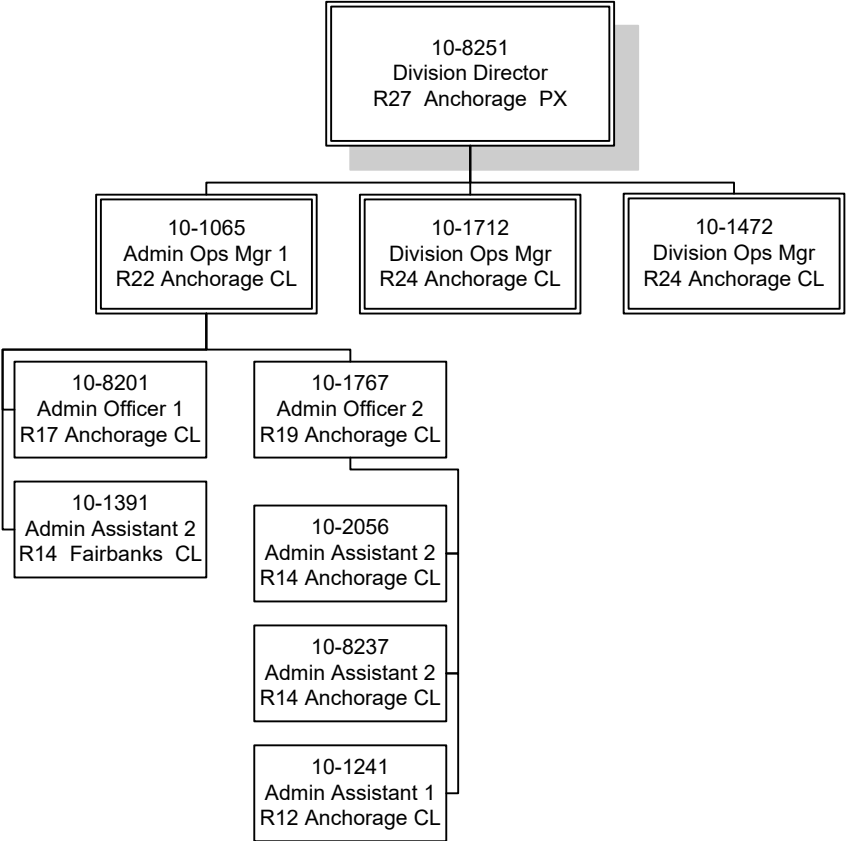 10-8251
Division Director
R27 Anchorage PX
10-1065
Admin Ops Mgr 1
R22 Anchorage CL
10-1712
Division Ops Mgr
R24 Anchorage CL
10-1472
Division Ops Mgr
R24 Anchorage CL
10-8201
Admin Officer 1
R17 Anchorage CL
10-1767
Admin Officer 2
R19 Anchorage CL
10-1391
Admin Assistant 2
R14 Fairbanks CL
10-2056
Admin Assistant 2
R14 Anchorage CL
10-8237
Admin Assistant 2
R14 Anchorage CL
10-1241
Admin Assistant 1
R12 Anchorage CL